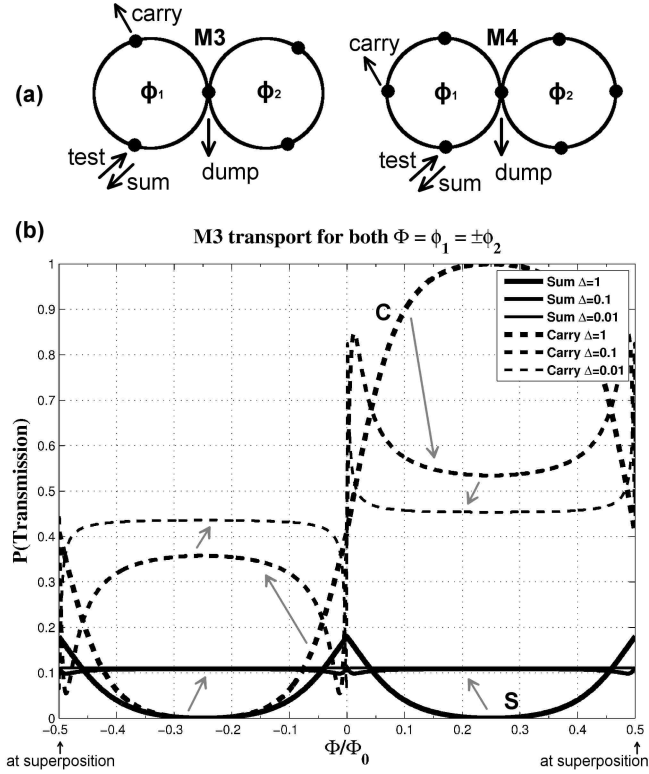 carry
M3
Φ₁
Φ₂
test
sum
dump
(a)
carry
M4
Φ₁
Φ₂
test
sum
dump
(b)
M3 transport for both Φ = ϕ₁ = ±ϕ₂
P(Transmission)
1
0.9
0.8
0.7
0.6
0.5
0.4
0.3
0.2
0.1
0
C
S
Sum Δ=1
Sum Δ=0.1
Sum Δ=0.01
Carry Δ=1
Carry Δ=0.1
Carry Δ=0.01
−0.5 −0.4 −0.3 −0.2 −0.1 0 0.1 0.2 0.3 0.4 0.5
Φ/Φ₀
at superposition
at superposition